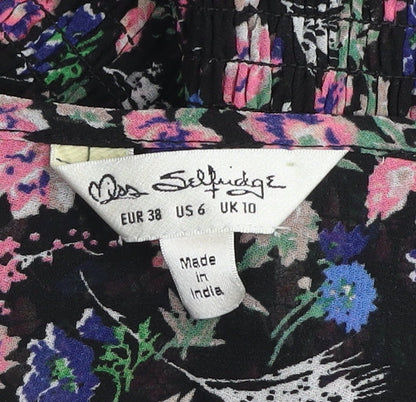 Miss Selfridge
EUR 38 US 6 UK 10
Made
in
India